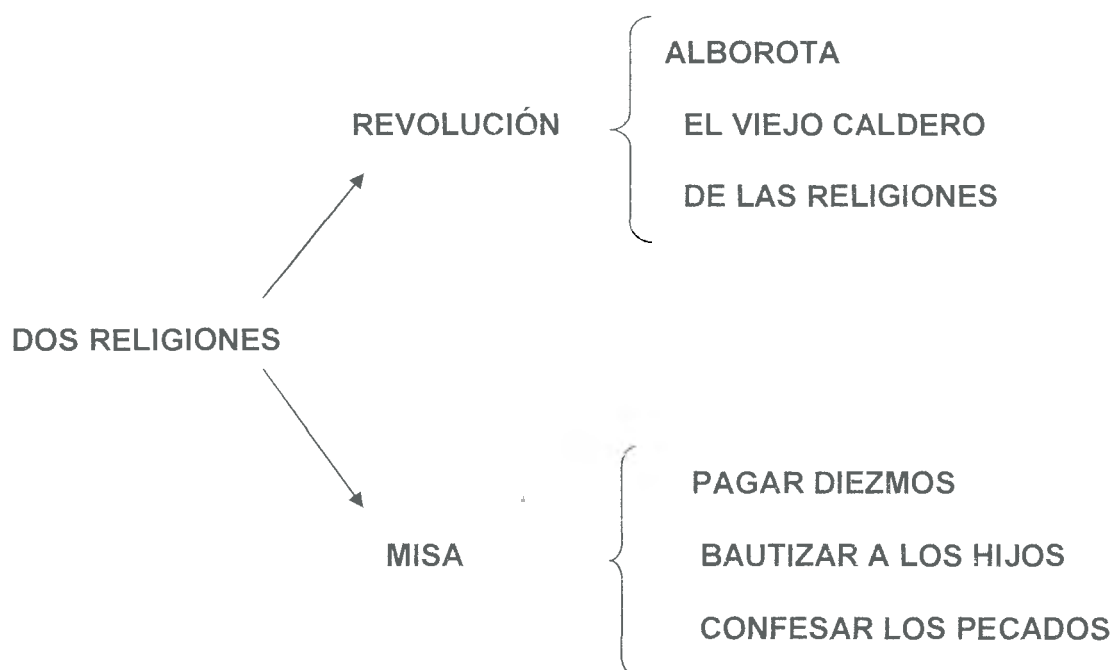 ALBOROTA
REVOLUCIÓN
EL VIEJO CALDERO
DE LAS RELIGIONES
DOS RELIGIONES
PAGAR DIEZMOS
MISA
BAUTIZAR A LOS HIJOS
CONFESAR LOS PECADOS